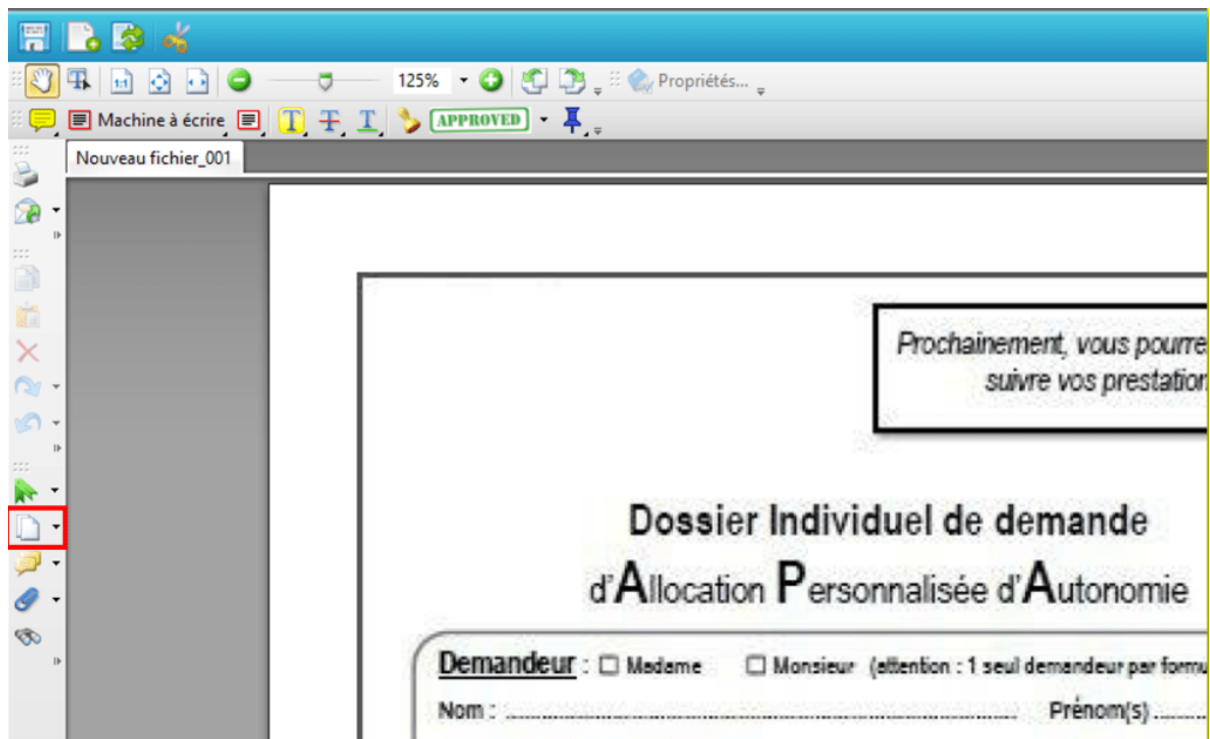 125%
Propriétés...
Machine à écrire
T T T
APPROVED
Nouveau fichier_001
Prochainement, vous pourre
suivre vos prestation
Dossier Individuel de demande
d'Allocation Personnalisée d'Autonomie
Demandeur : Madame Monsieur (attention : 1 seul demandeur par formu
Nom : Prénom(s)